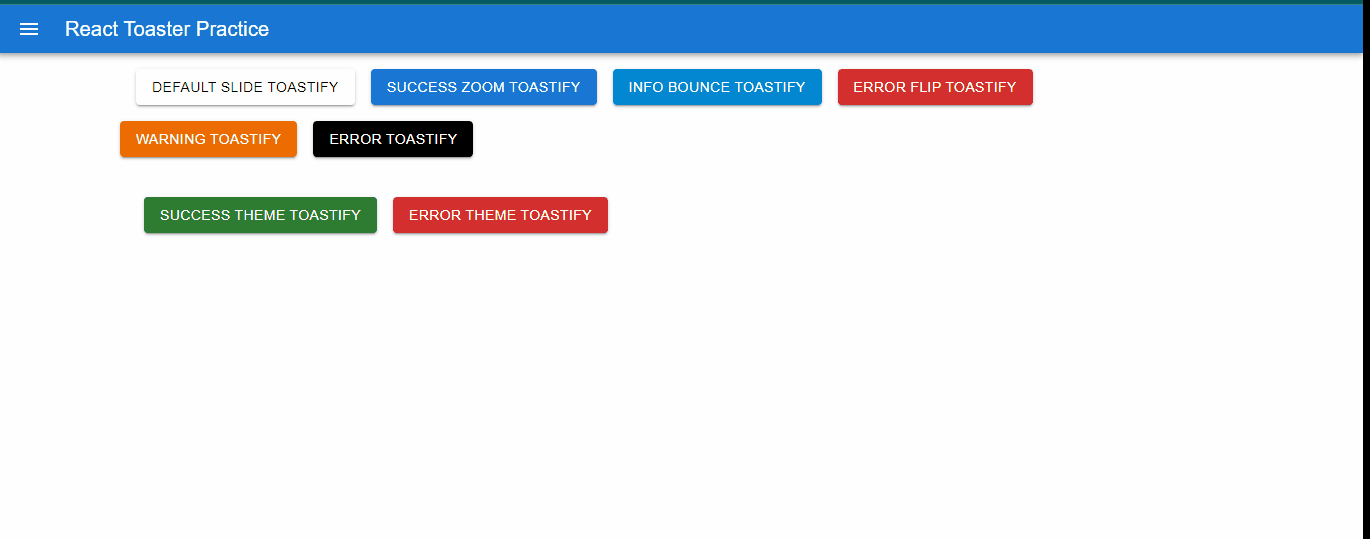 React Toaster Practice
DEFAULT SLIDE TOASTIFY SUCCESS ZOOM TOASTIFY INFO BOUNCE TOASTIFY ERROR FLIP TOASTIFY
WARNING TOASTIFY ERROR TOASTIFY
SUCCESS THEME TOASTIFY ERROR THEME TOASTIFY